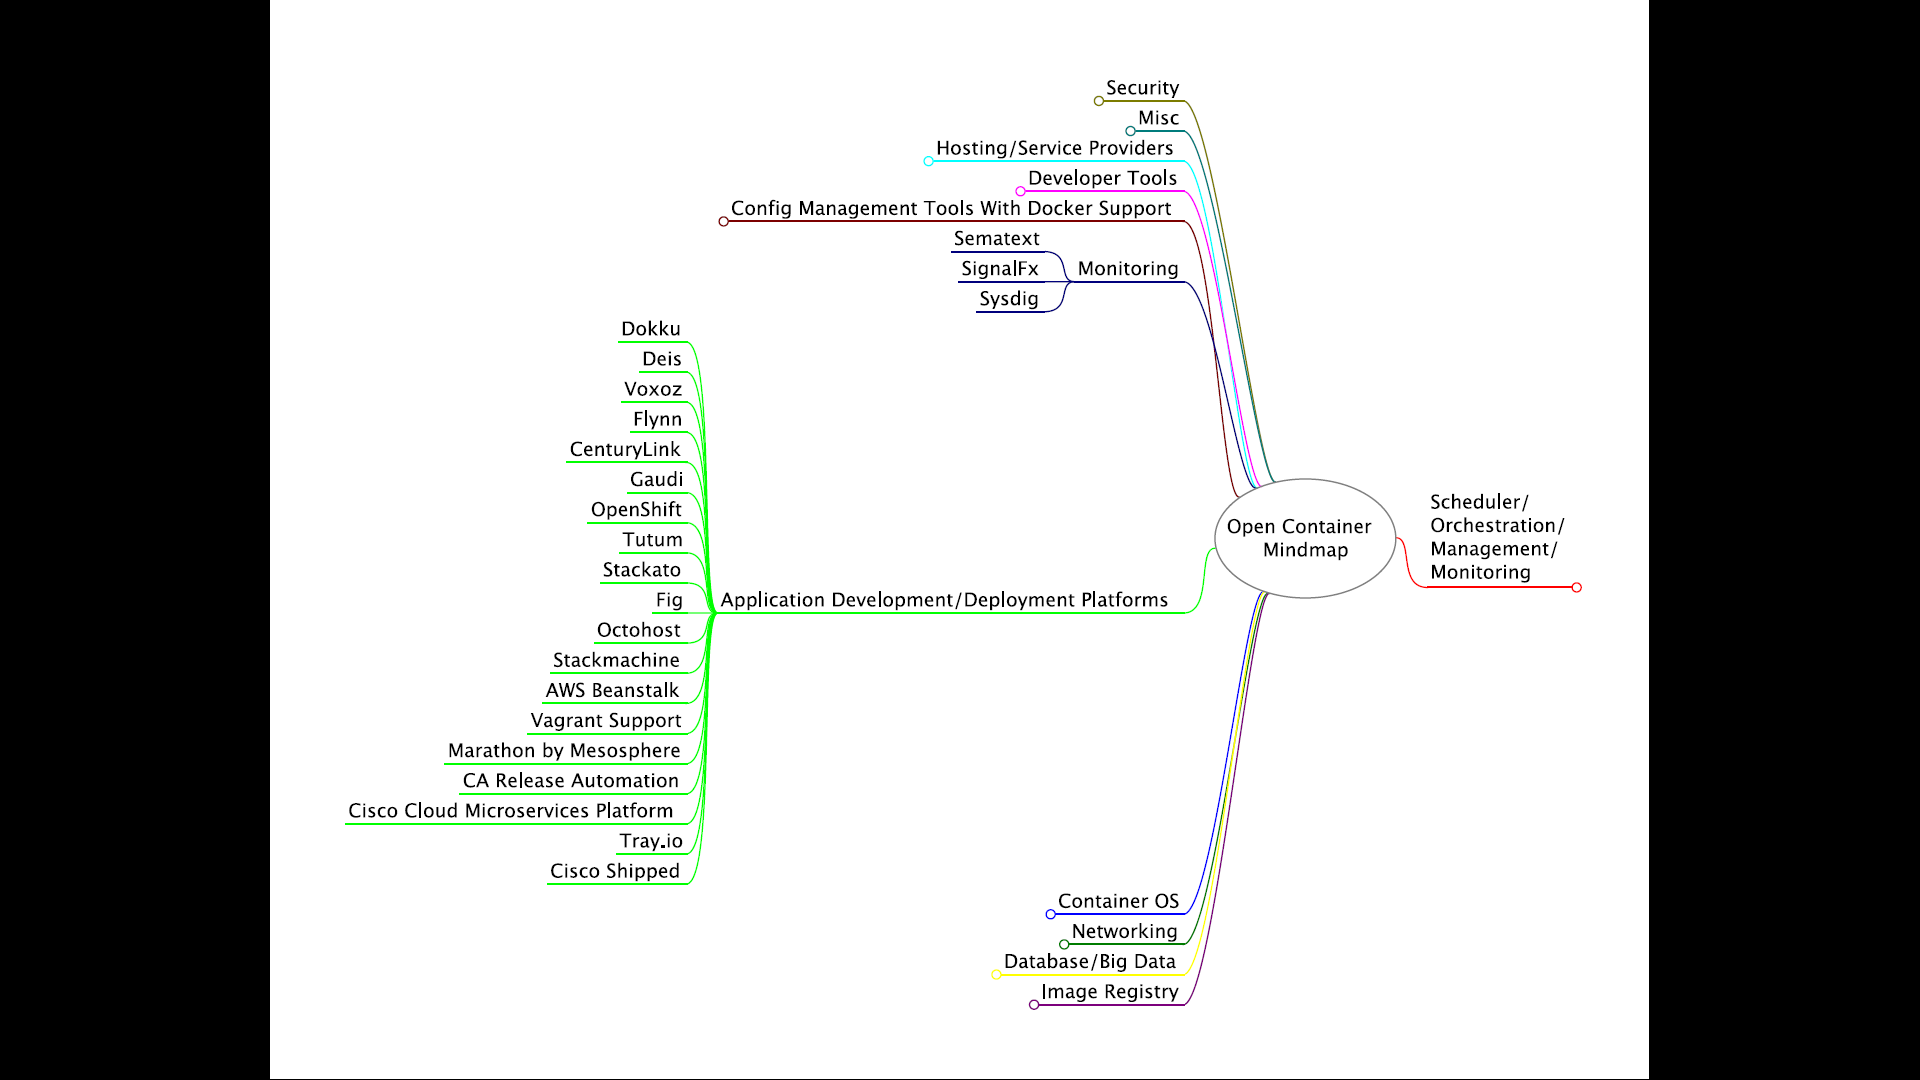 Security
Misc
Hosting/Service Providers
Developer Tools
Config Management Tools With Docker Support
Sematext
SignalFx
Monitoring
Sysdig
Dokku
Deis
Voxoz
Flynn
CenturyLink
Gaudi
OpenShift
Tutum
Stackato
Fig
Octohost
Stackmachine
AWS Beanstalk
Vagrant Support
Marathon by Mesosphere
CA Release Automation
Cisco Cloud Microservices Platform
Tray.io
Cisco Shipped
Application Development/Deployment Platforms
Open Container
Mindmap
Scheduler/
Orchestration/
Management/
Monitoring
Container OS
Networking
Database/Big Data
Image Registry